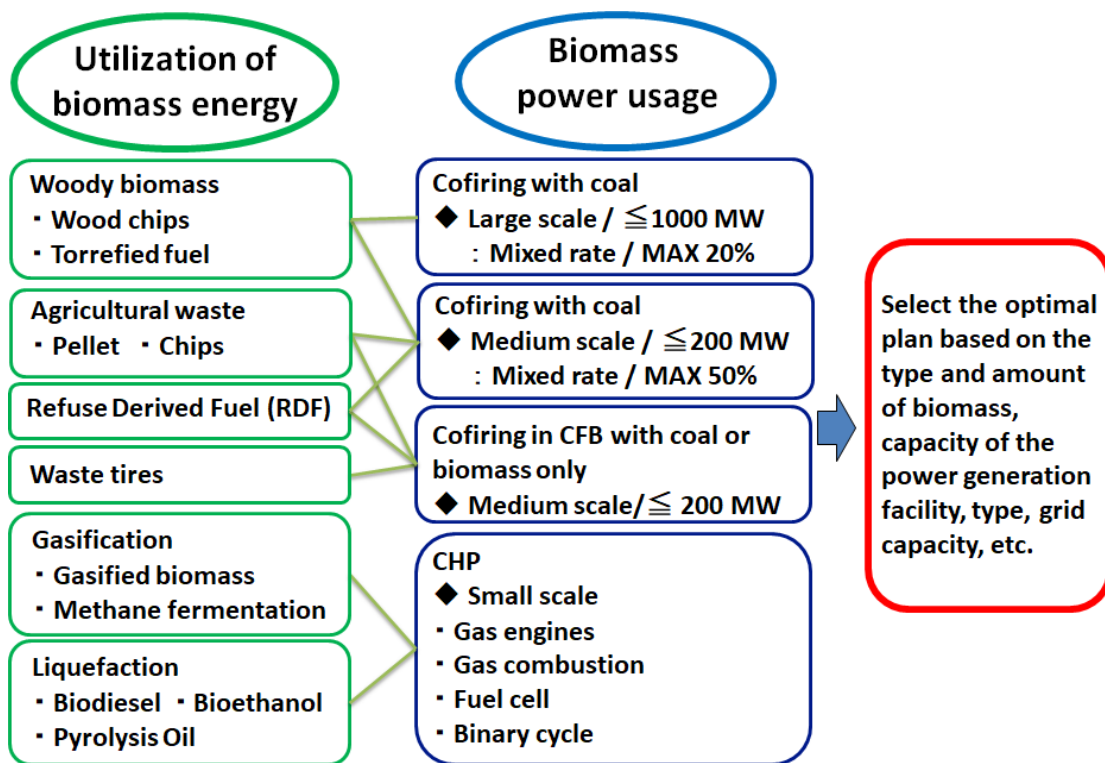 Utilization of
biomass energy
Woody biomass
・Wood chips
・Torrefied fuel
Agricultural waste
・Pellet ・Chips
Refuse Derived Fuel (RDF)
Waste tires
Gasification
・Gasified biomass
・Methane fermentation
Liquefaction
・Biodiesel ・Bioethanol
・Pyrolysis Oil
Biomass
power usage
Cofiring with coal
◆ Large scale / ≦1000 MW
: Mixed rate / MAX 20%
Cofiring with coal
◆ Medium scale / ≦200 MW
: Mixed rate / MAX 50%
Cofiring in CFB with coal or
biomass only
◆ Medium scale/≦ 200 MW
CHP
◆ Small scale
・Gas engines
・Gas combustion
・Fuel cell
・Binary cycle
Select the optimal
plan based on the
type and amount
of biomass,
capacity of the
power generation
facility, type, grid
capacity, etc.